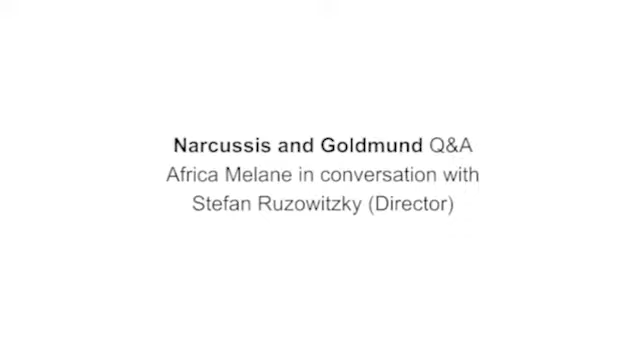 Narcussis and Goldmund Q&A
Africa Melane in conversation with
Stefan Ruzowitzky (Director)